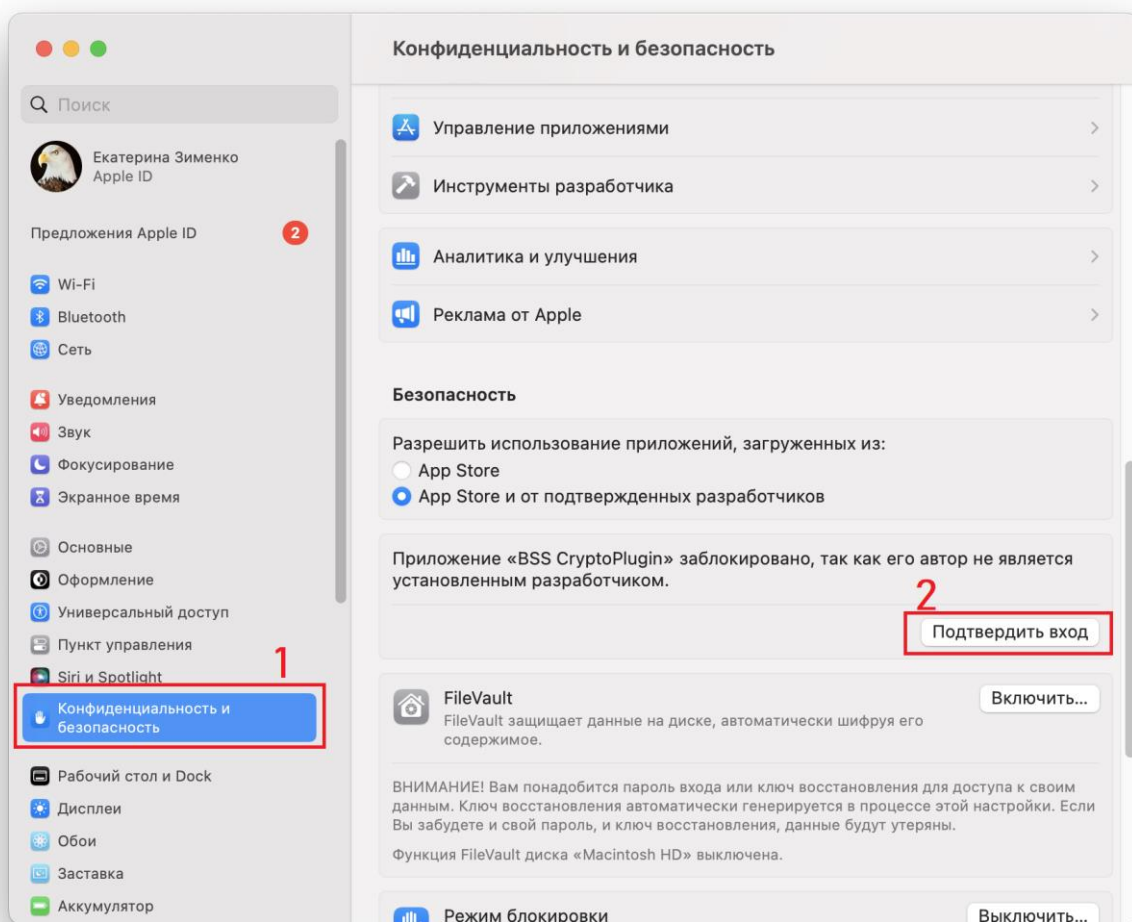 Конфиденциальность и безопасность
Поиск
Екатерина Зименко
Apple ID
Предложения Apple ID
2
Wi-Fi
Bluetooth
Сеть
Уведомления
Звук
Фокусирование
Экранное время
Основные
Оформление
Универсальный доступ
Пункт управления
1
Siri и Spotlight
Конфиденциальность и
безопасность
Рабочий стол и Dock
Дисплеи
Обои
Заставка
Аккумулятор
Управление приложениями
Инструменты разработчика
Аналитика и улучшения
Реклама от Apple
Безопасность
Разрешить использование приложений, загруженных из:
App Store
App Store и от подтвержденных разработчиков
Приложение «BSS CryptoPlugin» заблокировано, так как его автор не является
установленным разработчиком.
2
Подтвердить вход
FileVault
Включить...
FileVault защищает данные на диске, автоматически шифруя его
содержимое.
ВНИМАНИЕ! Вам понадобится пароль входа или ключ восстановления для доступа к своим
данным. Ключ восстановления автоматически генерируется в процессе этой настройки. Если
Вы забудете и свой пароль, и ключ восстановления, данные будут утеряны.
Функция FileVault диска «Macintosh HD» выключена.
Режим блокировки
Выключить...